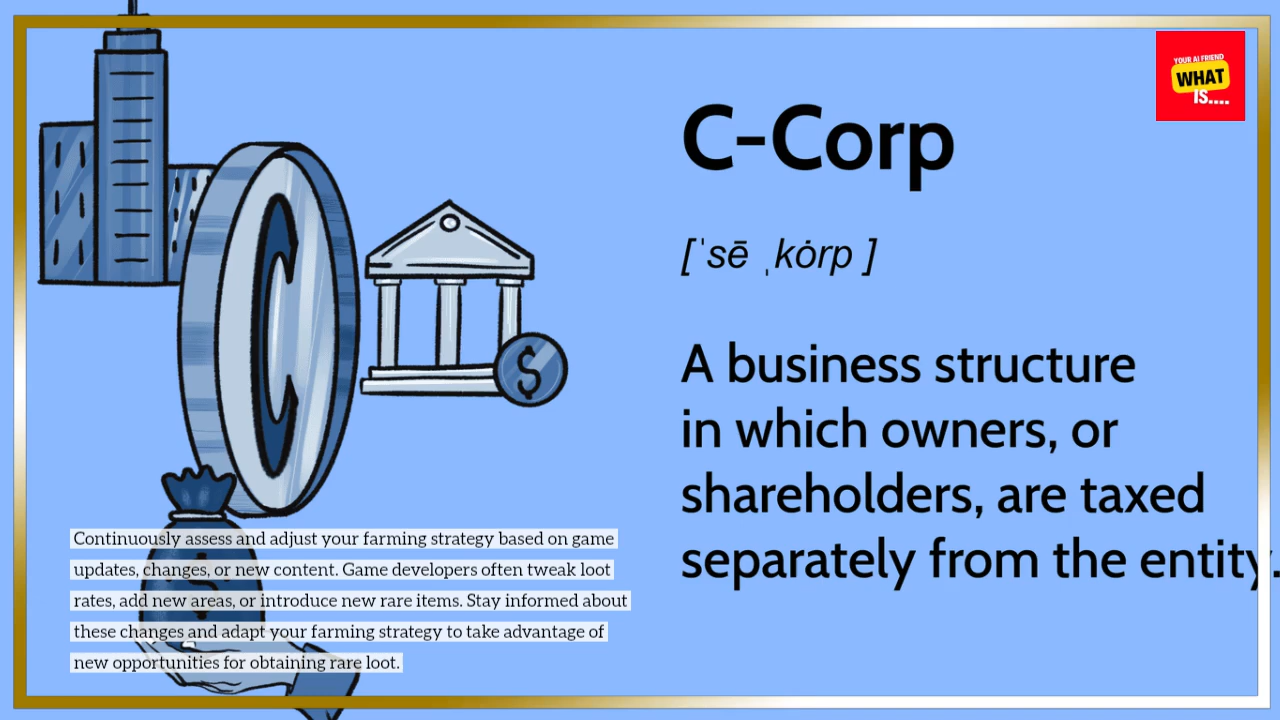 YOUR AI FRIEND
WHAT
IS....
C-Corp
[ˈsē ˌkȯrp ]
A business structure
in which owners, or
shareholders, are taxed
separately from the entity.
C
$
Continuously assess and adjust your farming strategy based on game
updates, changes, or new content. Game developers often tweak loot
rates, add new areas, or introduce new rare items. Stay informed about
these changes and adapt your farming strategy to take advantage of
new opportunities for obtaining rare loot.